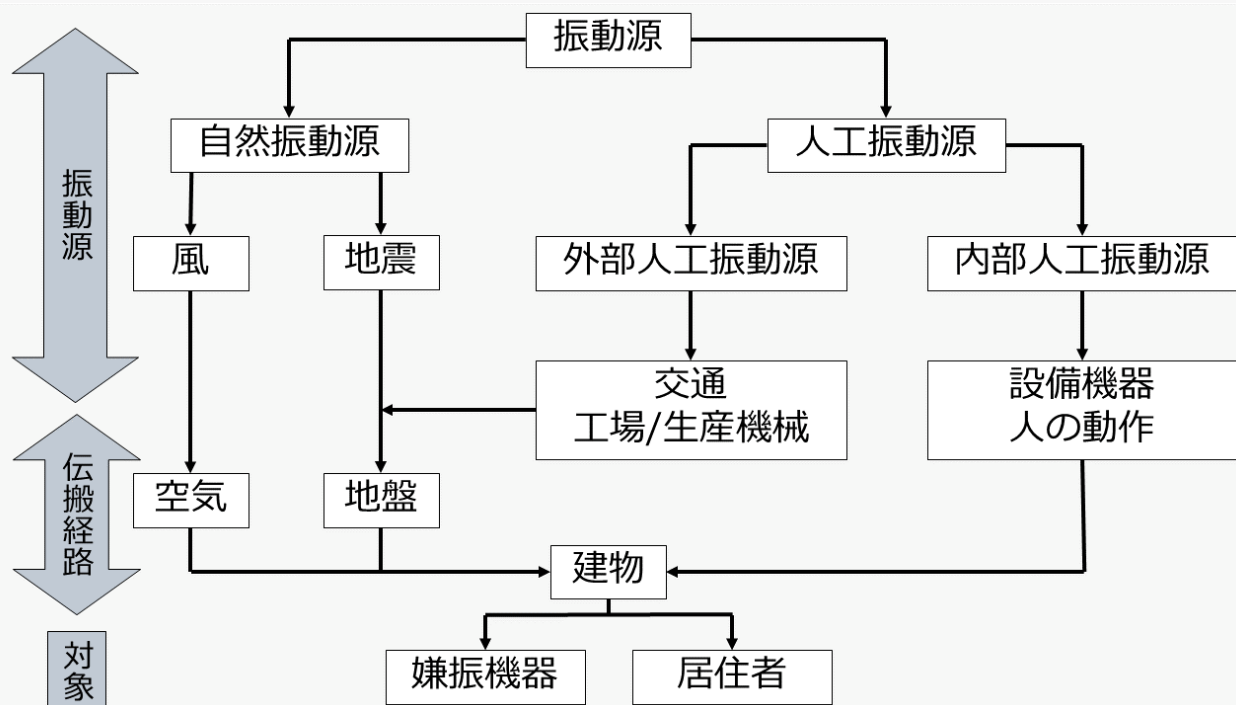 振動源
自然振動源
人工振動源
振動源
風
地震
外部人工振動源
内部人工振動源
交通
工場/生産機械
設備機器
人の動作
伝搬経路
空気
地盤
建物
対象
嫌振機器
居住者